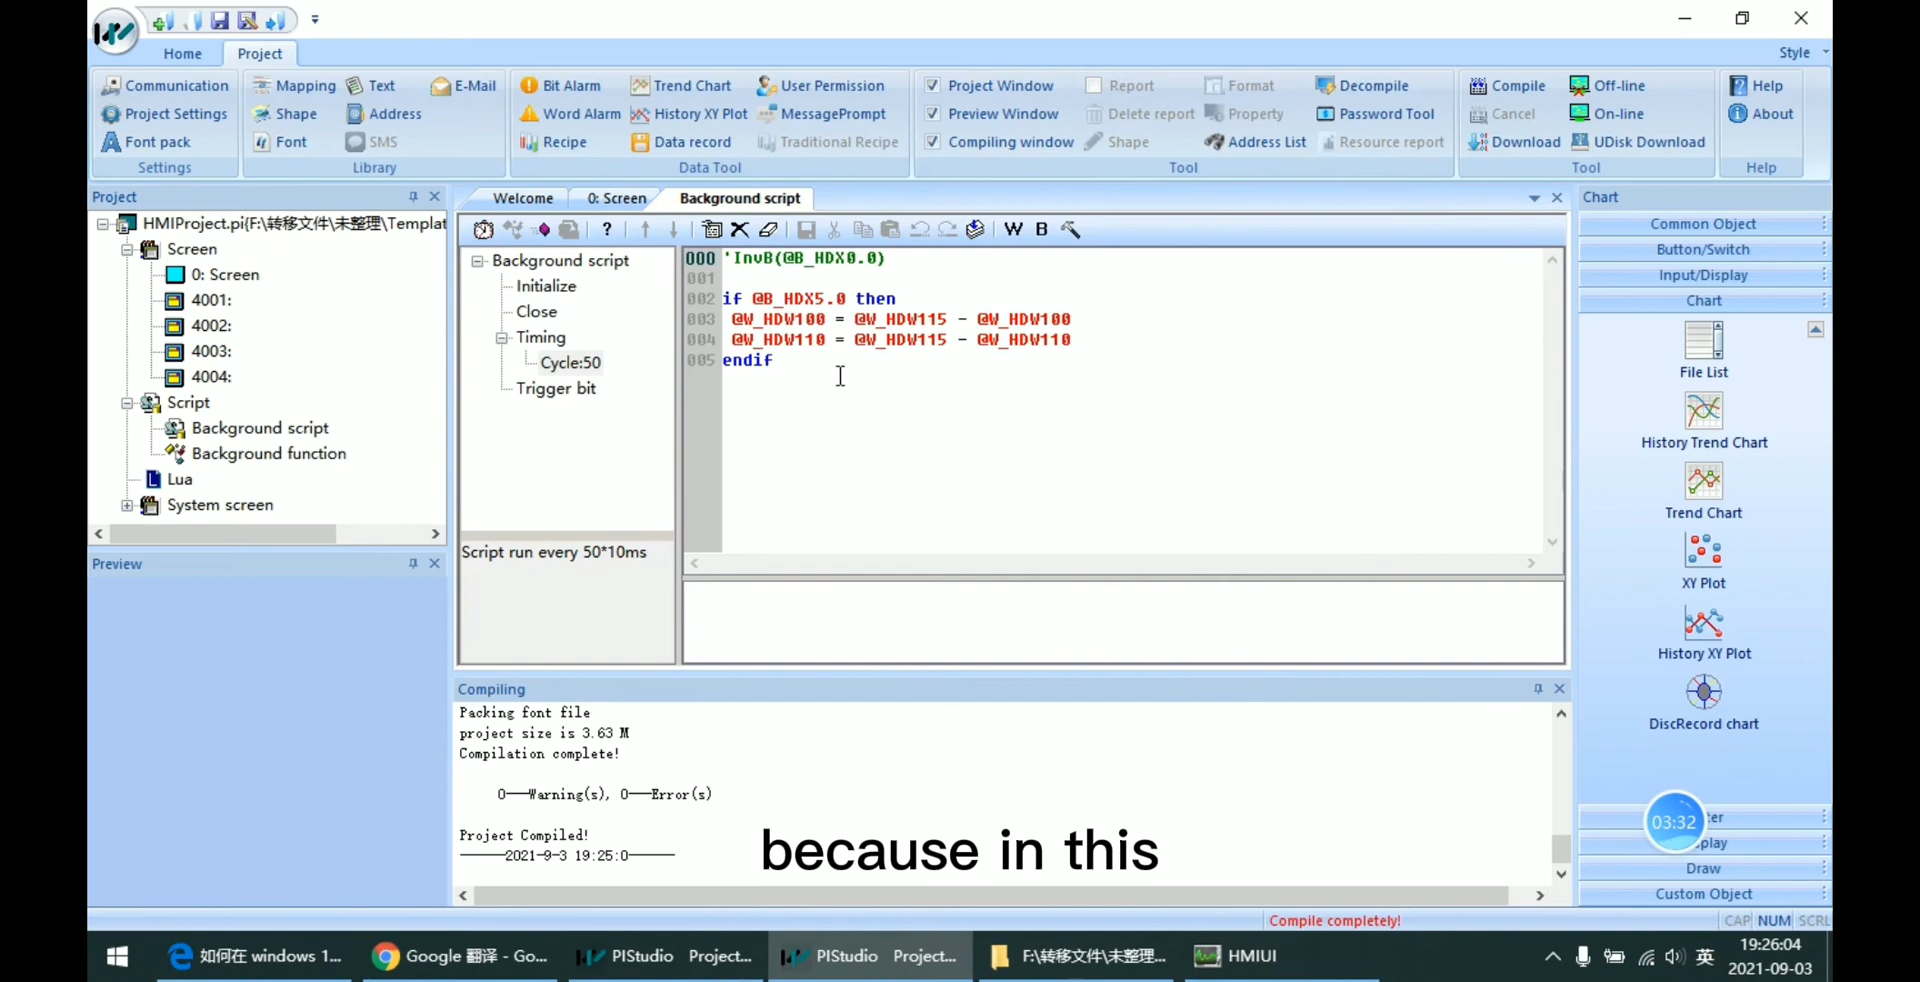 Home
Project
Style
Communication
Project Settings
Font pack
Settings
Mapping
Text
E-Mail
Shape
Address
Font
SMS
Library
Bit Alarm
Trend Chart
User Permission
Word Alarm
History XY Plot
MessagePrompt
Recipe
Data record
Traditional Recipe
Data Tool
Project Window
Report
Format
Decompile
Preview Window
Delete report
Property
Password Tool
Compiling window
Shape
Address List
Resource report
Tool
Compile
Off-line
Cancel
On-line
Download
UDisk Download
Tool
Help
About
Help
Project
HMIProject.pi{F:\转移文件\未整理\Templat
Screen
0: Screen
4001:
4002:
4003:
4004:
Script
Background script
Background function
Lua
System screen
Preview
Welcome
0: Screen
Background script
? W B
Background script
Initialize
Close
Timing
Cycle:50
Trigger bit
Script run every 50*10ms
000 'InvB(@B_HDX0.0)
001
002 if @B_HDX5.0 then
003 @W_HDW100 = @W_HDW115 - @W_HDW100
004 @W_HDW110 = @W_HDW115 - @W_HDW110
005 endif
Compiling
Packing font file
project size is 3.63 M
Compilation complete!
0——Warning(s), 0——Error(s)
Project Compiled!
———2021-9-3 19:25:0———
because in this
Chart
Common Object
Button/Switch
Input/Display
Chart
File List
History Trend Chart
Trend Chart
XY Plot
History XY Plot
DiscRecord chart
03:32
Draw
Custom Object
Compile completely!
CAP NUM SCRL
如何在 windows 1...
Google 翻译 - Go...
PIStudio Project...
PIStudio Project...
F:\转移文件\未整理...
HMIUI
英
19:26:04
2021-09-03